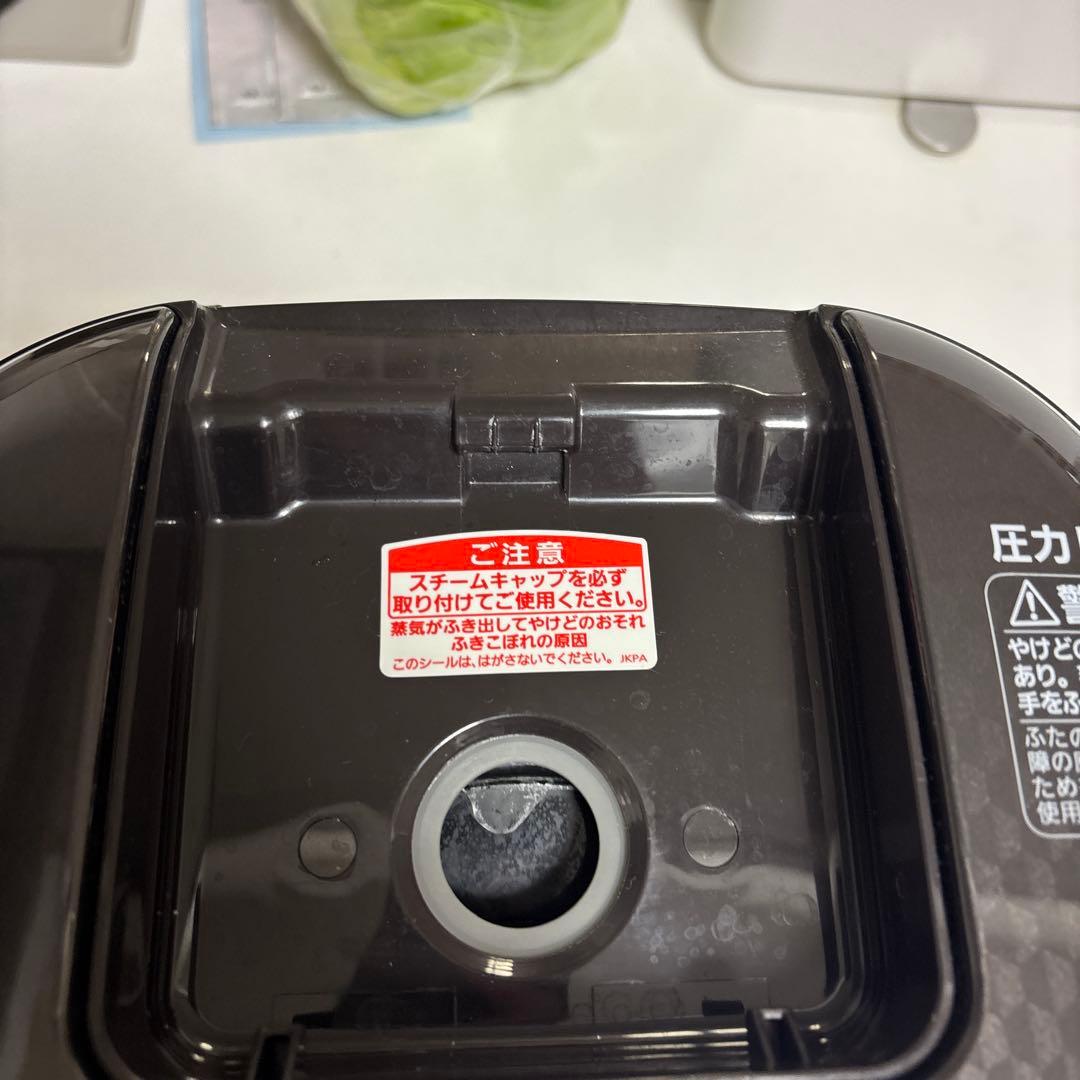 ご注意
スチームキャップを必ず
取り付けてご使用ください。
蒸気がふき出してやけどのおそれ
ふきこぼれの原因
このシールは、はがさないでください。 JKPA
圧力I
警
やけどの
あり。
手をふ
ふたの
障の
ため
使用